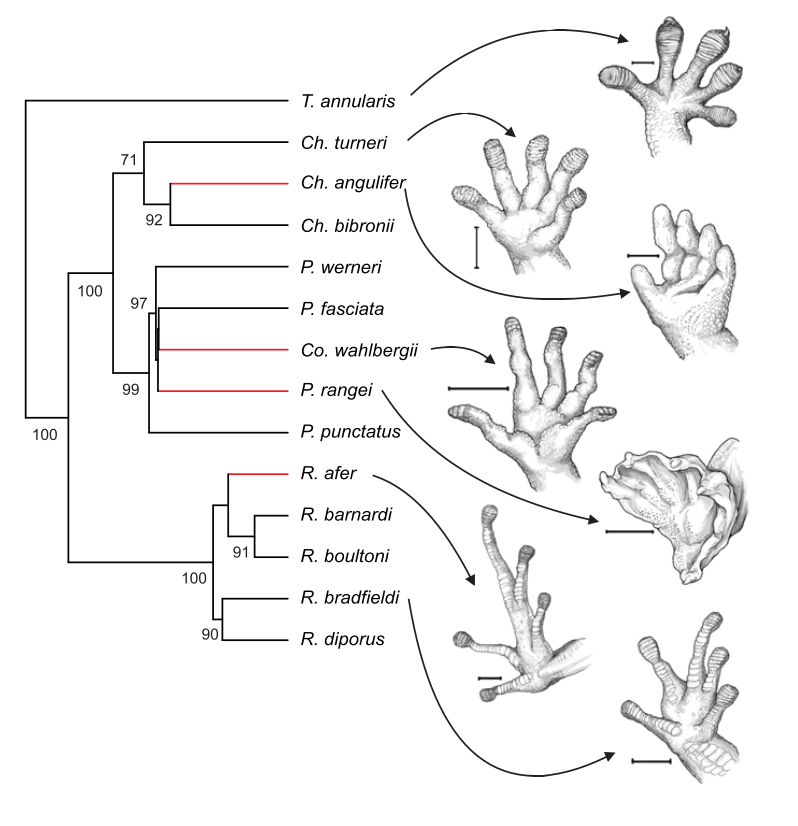 T. annularis
Ch. turneri
71
Ch. angulifer
92
Ch. bibronii
P. werneri
100
97
P. fasciata
Co. wahlbergii
P. rangei
99
P. punctatus
100
R. afer
R. barnardi
91
R. boultoni
100
R. bradfieldi
90
R. diporus